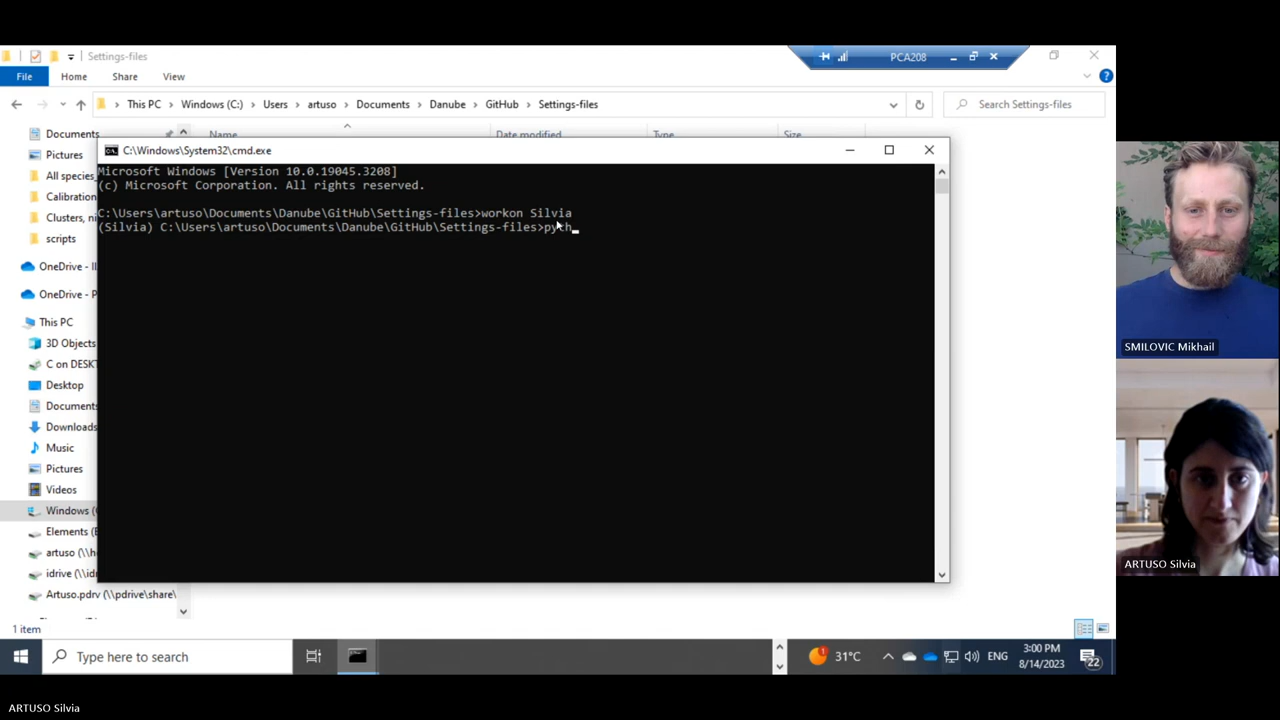 Settings-files
PCA208
File Home Share View
This PC Windows (C:) Users artuso Documents Danube GitHub Settings-files
Search Settings-files
Name Date modified Type Size
Documents
Pictures
All species_
Calibration
Clusters, ni
scripts
OneDrive - II
OneDrive - P
This PC
3D Objects
C on DESKT
Desktop
Documents
Downloads
Music
Pictures
Videos
Windows (C
Elements (E
artuso (\\h
idrive (\\id
Artuso.pdrv (\\pdrive\share\
1 item
C:\Windows\System32\cmd.exe
Microsoft Windows [Version 10.0.19045.3208]
(c) Microsoft Corporation. All rights reserved.
C:\Users\artuso\Documents\Danube\GitHub\Settings-files>workon Silvia
(Silvia) C:\Users\artuso\Documents\Danube\GitHub\Settings-files>pyth
SMILOVIC Mikhail
ARTUSO Silvia
Type here to search
1
31°C
ENG
3:00 PM
8/14/2023
22
ARTUSO Silvia